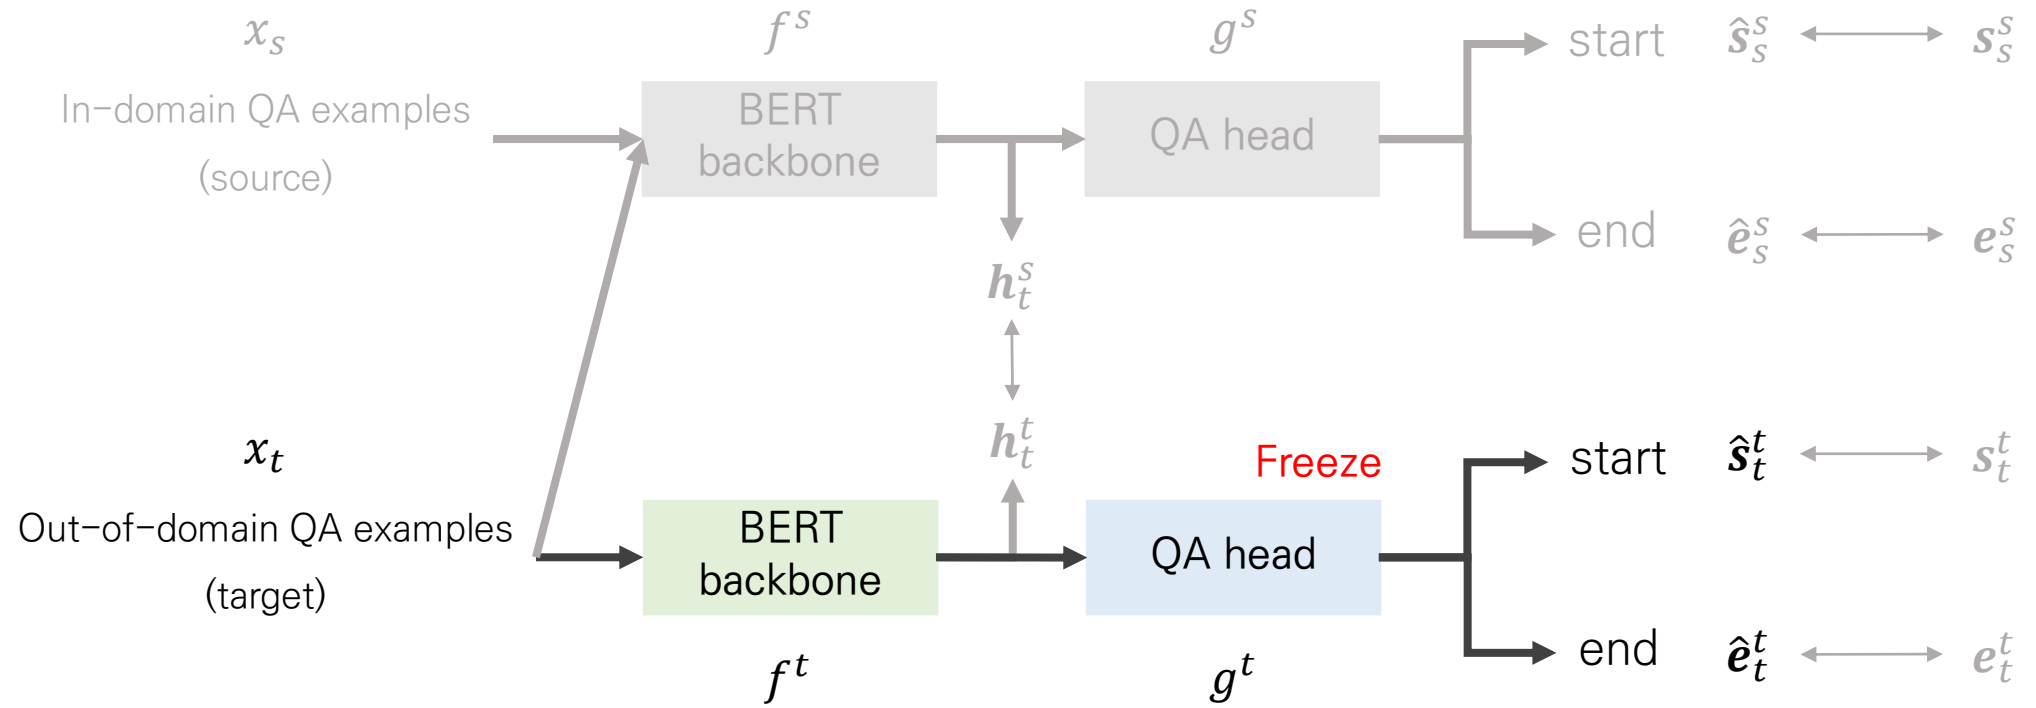 x_s
In-domain QA examples
(source)
f^s
BERT
backbone
g^s
QA head
start ŝ_s^s s_s^s
end ê_s^s e_s^s
h_t^s
h_t^t
x_t
Out-of-domain QA examples
(target)
BERT
backbone
f^t
Freeze
QA head
g^t
start ŝ_t^t s_t^t
end ê_t^t e_t^t